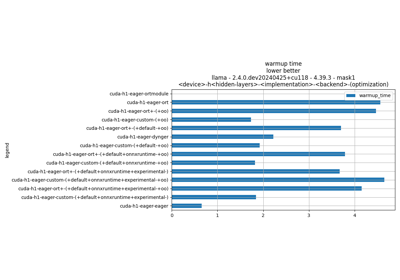 warmup time
lower better
llama - 2.4.0.dev20240425+cu118 - 4.39.3 - mask1
<device>-h<hidden-layers>-<implementation>-<backend>-(optimization)
warmup_time
legend
cuda-h1-eager-ortmodule
cuda-h1-eager-ort
cuda-h1-eager-ort+-(+oo)
cuda-h1-eager-custom-(+oo)
cuda-h1-eager-ort+-(+default+oo)
cuda-h1-eager-dynger
cuda-h1-eager-custom-(+default+oo)
cuda-h1-eager-ort+-(+default+onnxruntime+oo)
cuda-h1-eager-custom-(+default+onnxruntime+oo)
cuda-h1-eager-ort+-(+default+onnxruntime+experimental-)
cuda-h1-eager-custom-(+default+onnxruntime+experimental-+oo)
cuda-h1-eager-ort+-(+default+onnxruntime+experimental-+oo)
cuda-h1-eager-custom-(+default+onnxruntime+experimental-)
cuda-h1-eager-eager
0 1 2 3 4